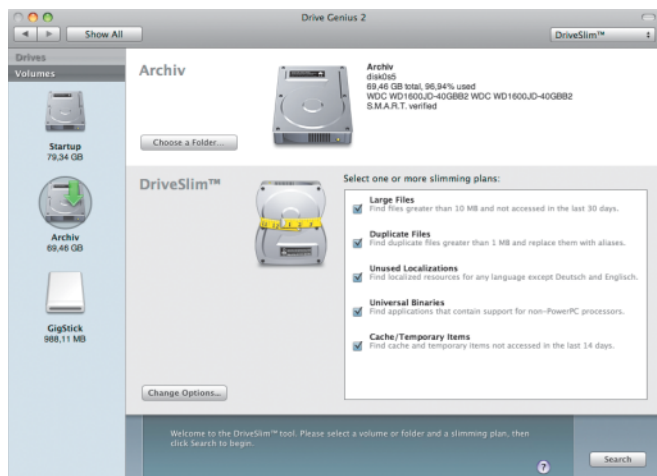 Drive Genius 2
Show All
DriveSlim™
Drives
Volumes
Startup
79,34 GB
Archiv
69,46 GB
GigStick
988,11 MB
Archiv
Choose a Folder...
Archiv
disk0s5
69,46 GB total, 96,94% used
WDC WD1600JD-40GBB2 WDC WD1600JD-40GBB2
S.M.A.R.T. verified
DriveSlim™
Change Options...
Select one or more slimming plans:
Large Files
Find files greater than 10 MB and not accessed in the last 30 days.
Duplicate Files
Find duplicate files greater than 1 MB and replace them with aliases.
Unused Localizations
Find localized resources for any language except Deutsch and Englisch.
Universal Binaries
Find applications that contain support for non-PowerPC processors.
Cache/Temporary Items
Find cache and temporary items not accessed in the last 14 days.
Welcome to the DriveSlim™ tool. Please select a volume or folder and a slimming plan, then
click Search to begin.
?
Search